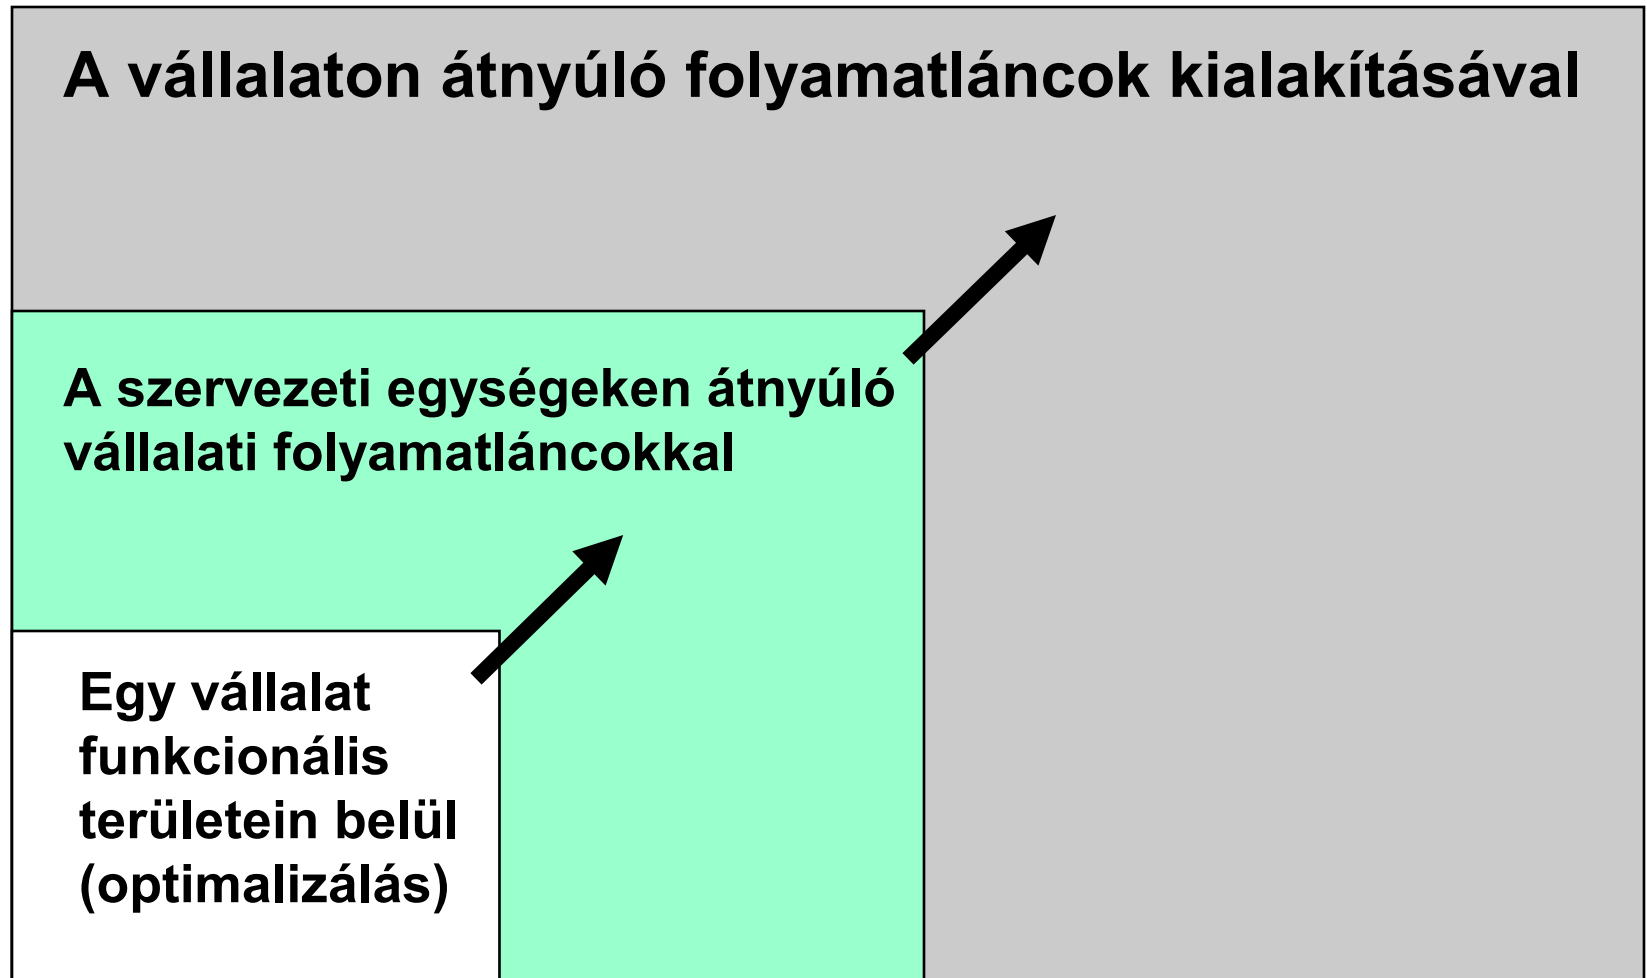 A vállalaton átnyúló folyamatláncok kialakításával
A szervezeti egységeken átnyúló
vállalati folyamatláncokkal
Egy vállalat
funkcionális
területein belül
(optimalizálás)